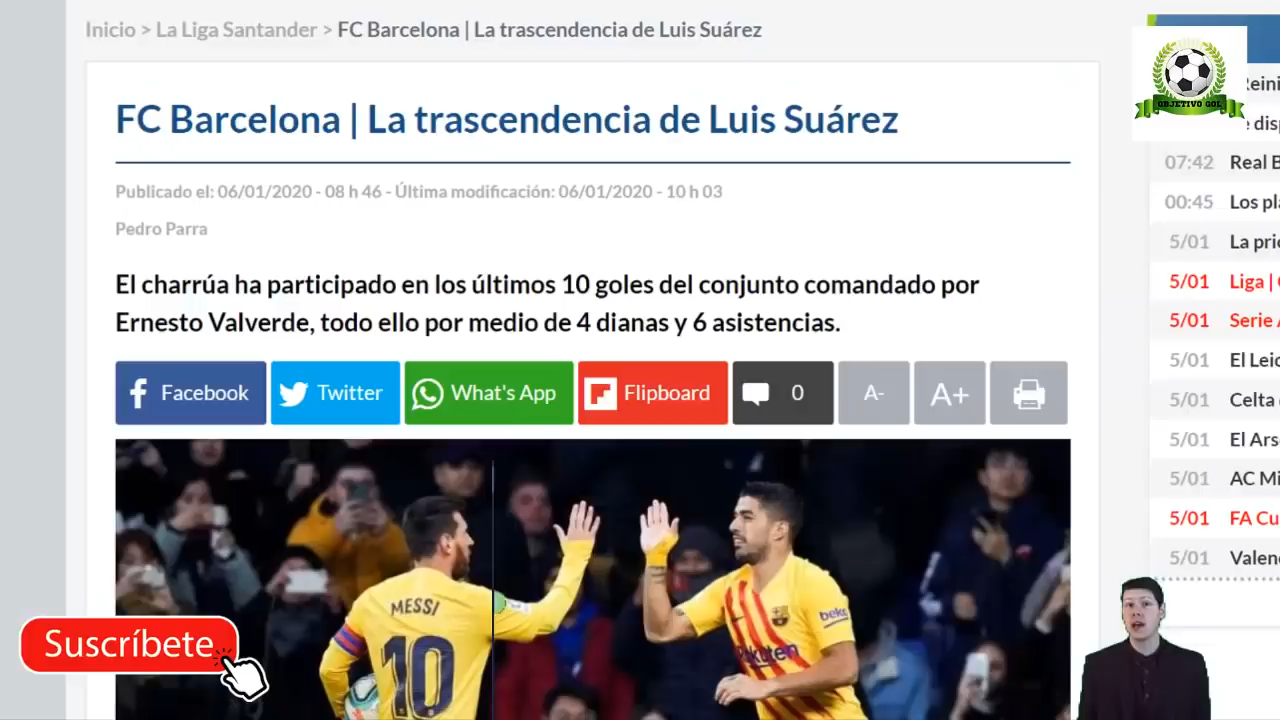 Inicio > La Liga Santander > FC Barcelona | La trascendencia de Luis Suárez
FC Barcelona | La trascendencia de Luis Suárez
Publicado el: 06/01/2020 - 08 h 46 - Última modificación: 06/01/2020 - 10 h 03
Pedro Parra
El charrúa ha participado en los últimos 10 goles del conjunto comandado por
Ernesto Valverde, todo ello por medio de 4 dianas y 6 asistencias.
Facebook
Twitter
What's App
Flipboard
0
A-
A+
MESSI
10
beko
Rakuten
Suscríbete
OBJETIVO GOL
07:42 Real B
00:45 Los pl
5/01 La pri
5/01 Liga |
5/01 Serie
5/01 El Leic
5/01 Celta
5/01 El Ars
5/01 AC Mi
5/01 FA Cu
5/01 Valen